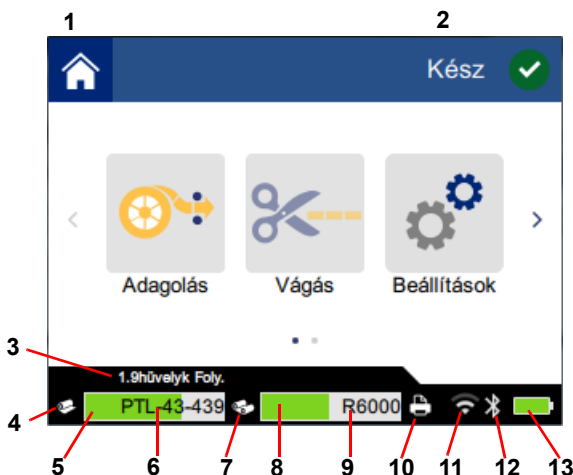 1 2
Kész
Adagolás Vágás Beállítások
3
1.9hüvelyk Foly.
4
PTL-43-439 R6000
5 6 7 8 9 10 11 12 13